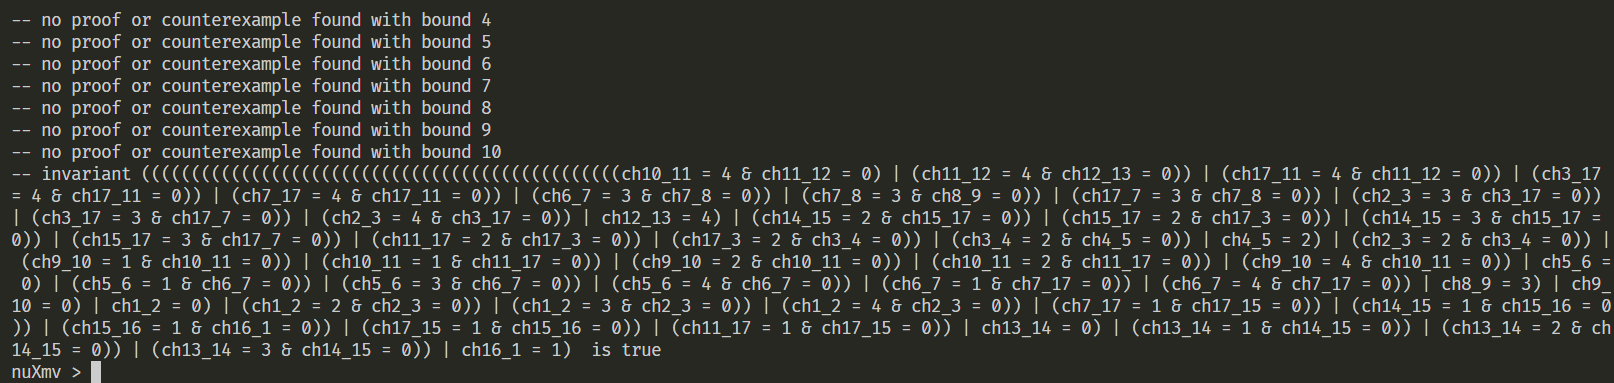 -- no proof or counterexample found with bound 4
-- no proof or counterexample found with bound 5
-- no proof or counterexample found with bound 6
-- no proof or counterexample found with bound 7
-- no proof or counterexample found with bound 8
-- no proof or counterexample found with bound 9
-- no proof or counterexample found with bound 10
-- invariant ((((((((((((((((((((((((((((((((((((((((((((((((ch10_11 = 4 & ch11_12 = 0) | (ch11_12 = 4 & ch12_13 = 0)) | (ch17_11 = 4 & ch11_12 = 0)) | (ch3_17
= 4 & ch17_11 = 0)) | (ch7_17 = 4 & ch17_11 = 0)) | (ch6_7 = 3 & ch7_8 = 0)) | (ch7_8 = 3 & ch8_9 = 0)) | (ch17_7 = 3 & ch7_8 = 0)) | (ch2_3 = 3 & ch3_17 = 0))
| (ch3_17 = 3 & ch17_7 = 0)) | (ch2_3 = 4 & ch3_17 = 0)) | ch12_13 = 4) | (ch14_15 = 2 & ch15_17 = 0)) | (ch15_17 = 2 & ch17_3 = 0)) | (ch14_15 = 3 & ch15_17 =
0)) | (ch15_17 = 3 & ch17_7 = 0)) | (ch11_17 = 2 & ch17_3 = 0)) | (ch17_3 = 2 & ch3_4 = 0)) | (ch3_4 = 2 & ch4_5 = 0)) | ch4_5 = 2) | (ch2_3 = 2 & ch3_4 = 0)) |
(ch9_10 = 1 & ch10_11 = 0)) | (ch10_11 = 1 & ch11_17 = 0)) | (ch9_10 = 2 & ch10_11 = 0)) | (ch10_11 = 2 & ch11_17 = 0)) | (ch9_10 = 4 & ch10_11 = 0)) | ch5_6 =
0) | (ch5_6 = 1 & ch6_7 = 0)) | (ch5_6 = 3 & ch6_7 = 0)) | (ch5_6 = 4 & ch6_7 = 0)) | (ch6_7 = 1 & ch7_17 = 0)) | (ch6_7 = 4 & ch7_17 = 0)) | ch8_9 = 3) | ch9_
10 = 0) | ch1_2 = 0) | (ch1_2 = 2 & ch2_3 = 0)) | (ch1_2 = 3 & ch2_3 = 0)) | (ch1_2 = 4 & ch2_3 = 0)) | (ch7_17 = 1 & ch17_15 = 0)) | (ch14_15 = 1 & ch15_16 = 0
)) | (ch15_16 = 1 & ch16_1 = 0)) | (ch17_15 = 1 & ch15_16 = 0)) | (ch11_17 = 1 & ch17_15 = 0)) | ch13_14 = 0) | (ch13_14 = 1 & ch14_15 = 0)) | (ch13_14 = 2 & ch
14_15 = 0)) | (ch13_14 = 3 & ch14_15 = 0)) | ch16_1 = 1)  is true
nuXmv >